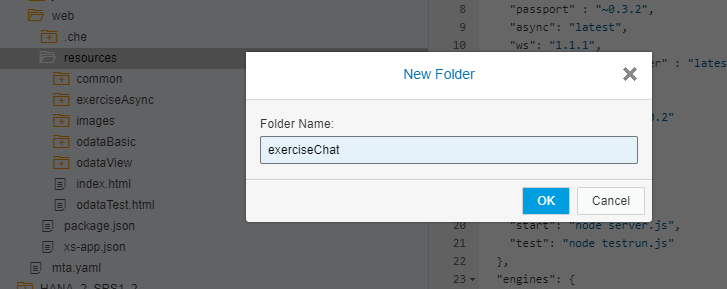 web
.che
resources
common
exerciseAsync
images
odataBasic
odataView
index.html
odataTest.html
package.json
xs-app.json
mta.yaml
New Folder
Folder Name:
exerciseChat
OK
Cancel
8 "passport" : "~0.3.2",
9 "async": "latest",
10 "ws": "1.1.1",
er" : "lates
0.2"
20 "start": "node server.js",
21 "test": "node testrun.js"
22 },
23 "engines": {